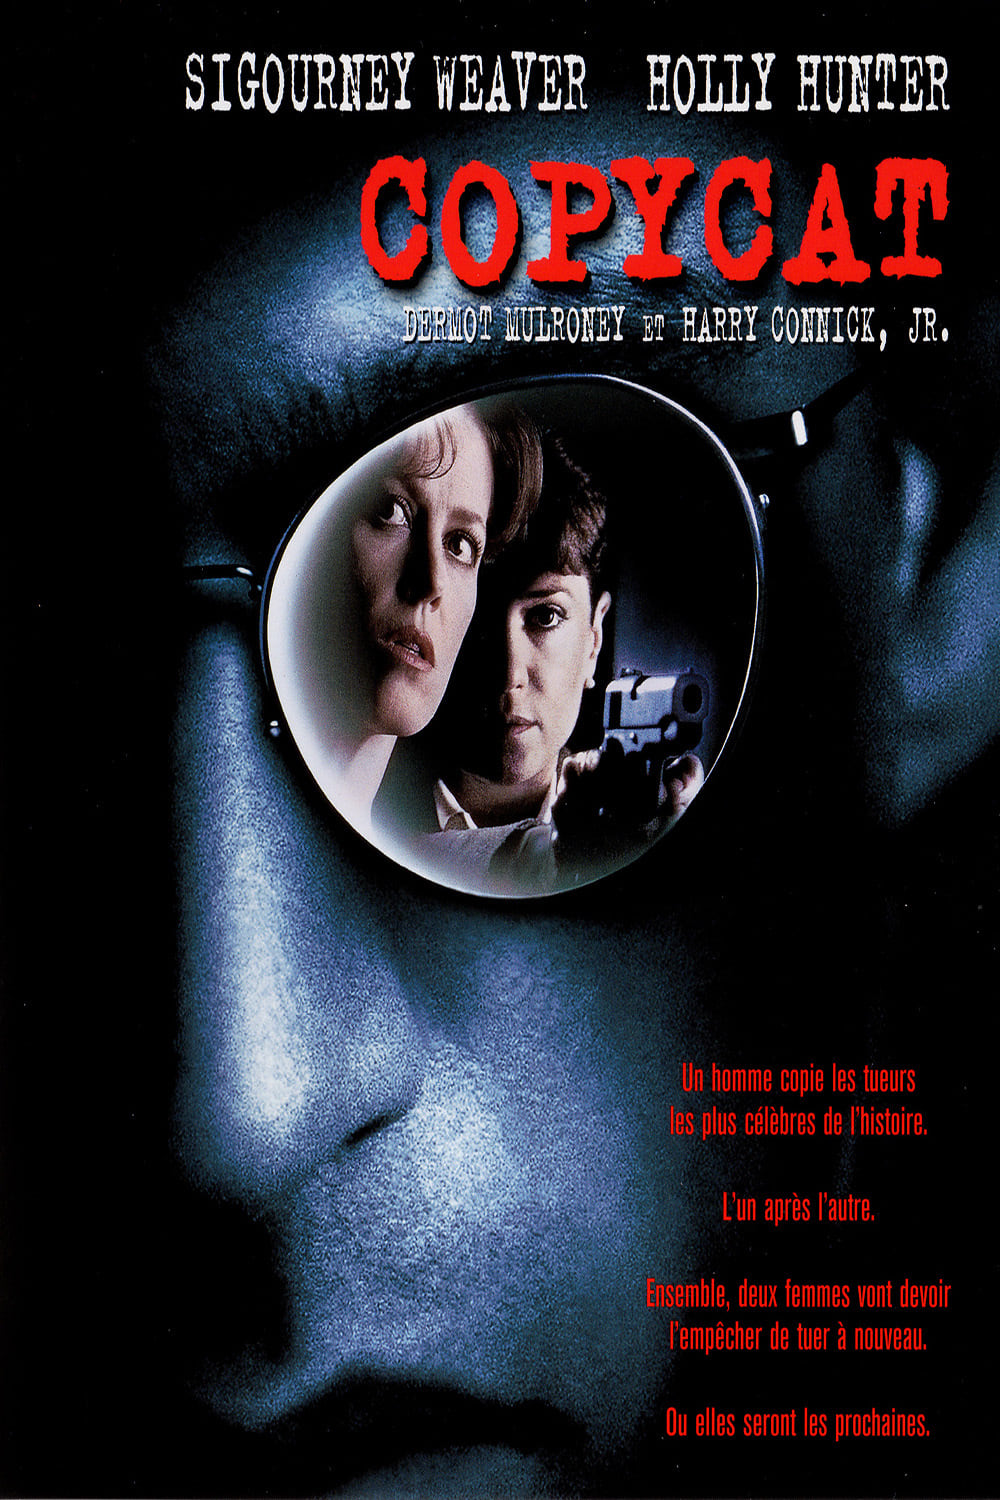 SIGOURNEY WEAVER HOLLY HUNTER
COPYCAT
DERMOT MULRONEY ET HARRY CONNICK, JR.
Un homme copie les tueurs
les plus célèbres de l'histoire.
L'un après l'autre.
Ensemble, deux femmes vont devoir
l'empêcher de tuer à nouveau.
Ou elles seront les prochaines.